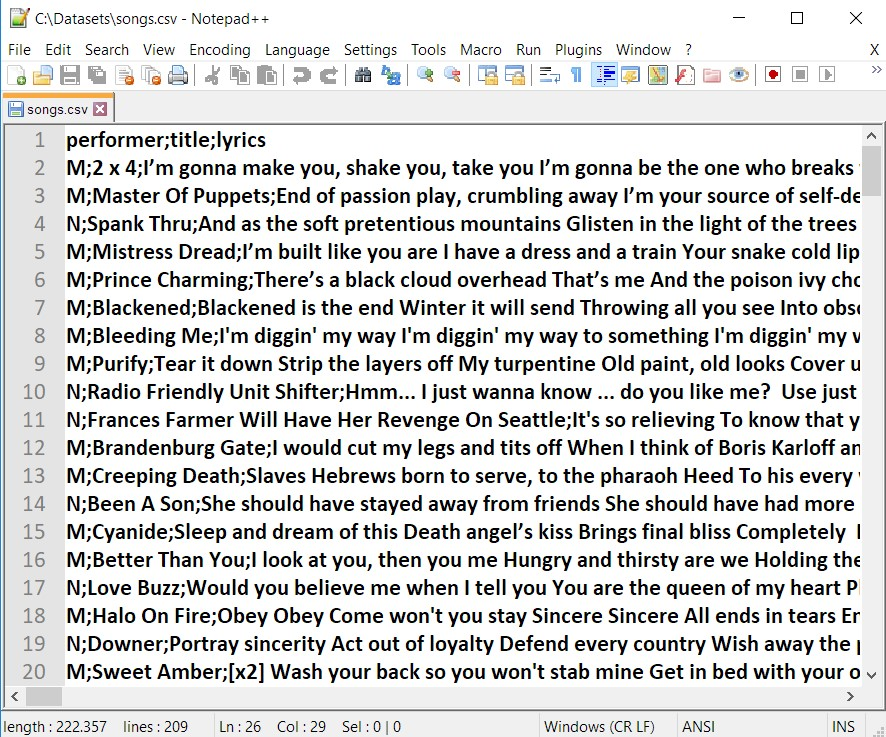 C:\Datasets\songs.csv - Notepad++
File Edit Search View Encoding Language Settings Tools Macro Run Plugins Window ? X
songs.csv
1 performer;title;lyrics
2 M;2 x 4;I’m gonna make you, shake you, take you I’m gonna be the one who breaks
3 M;Master Of Puppets;End of passion play, crumbling away I’m your source of self-de
4 N;Spank Thru;And as the soft pretentious mountains Glisten in the light of the trees
5 M;Mistress Dread;I’m built like you are I have a dress and a train Your snake cold lip
6 M;Prince Charming;There’s a black cloud overhead That’s me And the poison ivy cho
7 M;Blackened;Blackened is the end Winter it will send Throwing all you see Into obsc
8 M;Bleeding Me;I'm diggin' my way I'm diggin' my way to something I'm diggin' my
9 M;Purify;Tear it down Strip the layers off My turpentine Old paint, old looks Cover u
10 N;Radio Friendly Unit Shifter;Hmm... I just wanna know ... do you like me?  Use just
11 N;Frances Farmer Will Have Her Revenge On Seattle;It's so relieving To know that y
12 M;Brandenburg Gate;I would cut my legs and tits off When I think of Boris Karloff an
13 M;Creeping Death;Slaves Hebrews born to serve, to the pharaoh Heed To his every
14 N;Been A Son;She should have stayed away from friends She should have had more
15 M;Cyanide;Sleep and dream of this Death angel’s kiss Brings final bliss Completely
16 M;Better Than You;I look at you, then you me Hungry and thirsty are we Holding the
17 N;Love Buzz;Would you believe me when I tell you You are the queen of my heart P
18 M;Halo On Fire;Obey Obey Come won't you stay Sincere Sincere All ends in tears En
19 N;Downer;Portray sincerity Act out of loyalty Defend every country Wish away the
20 M;Sweet Amber;[x2] Wash your back so you won't stab mine Get in bed with your o
length : 222.357 lines : 209 Ln : 26 Col : 29 Sel : 0 | 0 Windows (CR LF) ANSI INS